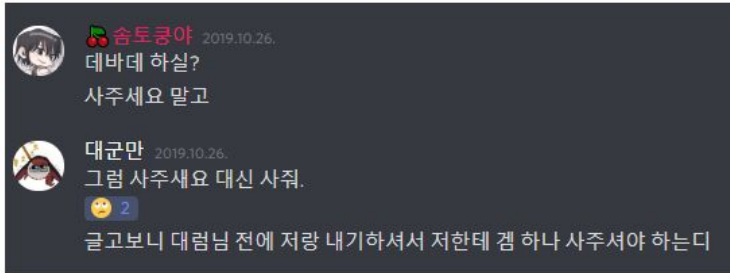 솜토쿵야 2019.10.26.
데바데 하실?
사주세요 말고
대군만 2019.10.26.
그럼 사주새요 대신 사줘.
2
글고보니 대럼님 전에 저랑 내기하셔서 저한테 겜 하나 사주셔야 하는디